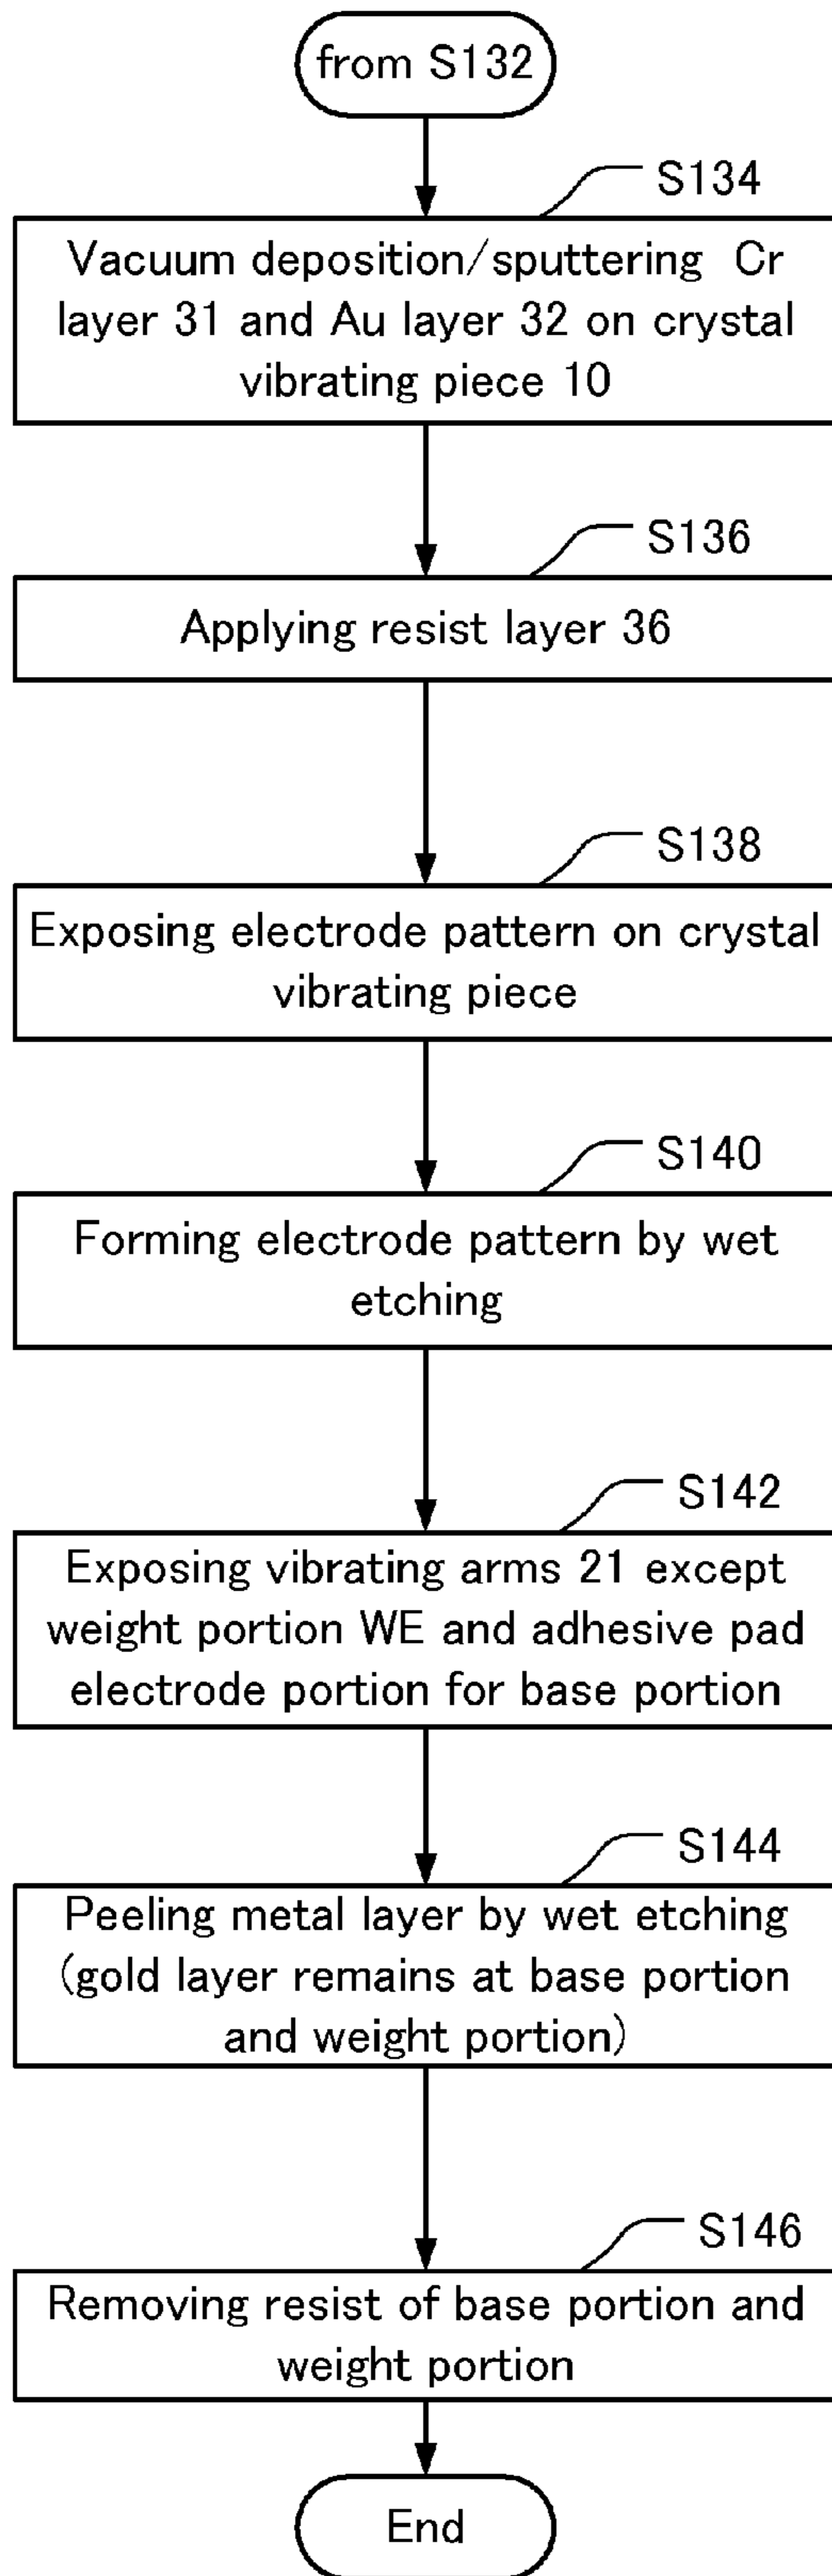 from S132
S134
Vacuum deposition/sputtering Cr
layer 31 and Au layer 32 on crystal
vibrating piece 10
S136
Applying resist layer 36
S138
Exposing electrode pattern on crystal
vibrating piece
S140
Forming electrode pattern by wet
etching
S142
Exposing vibrating arms 21 except
weight portion WE and adhesive pad
electrode portion for base portion
S144
Peeling metal layer by wet etching
(gold layer remains at base portion
and weight portion)
S146
Removing resist of base portion and
weight portion
End